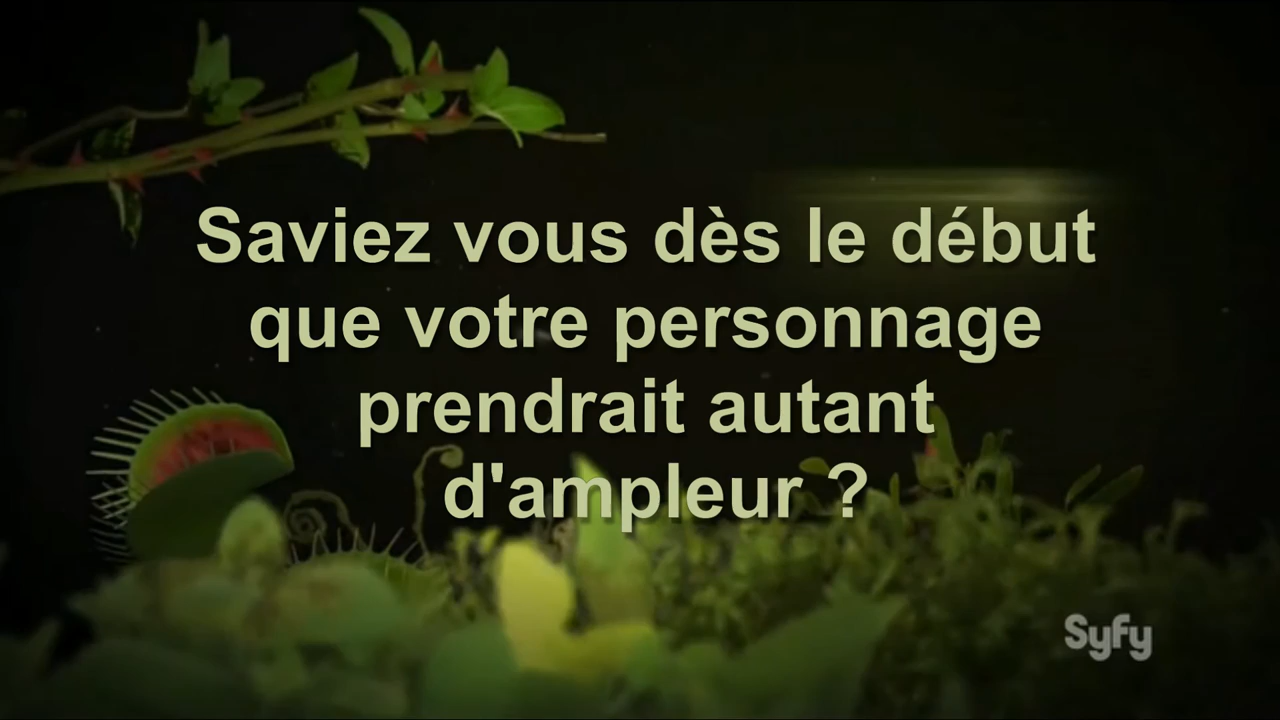 Saviez vous dès le début
que votre personnage
prendrait autant
d'ampleur ?
Syfy